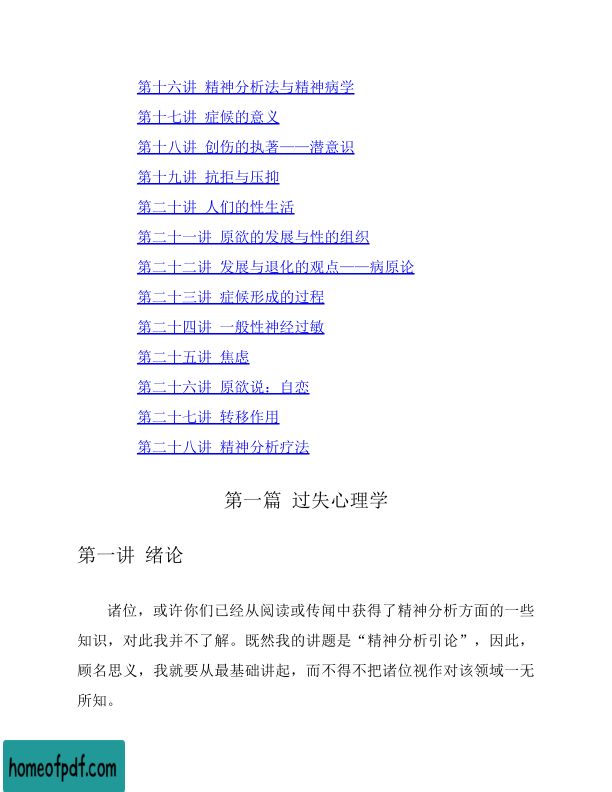 第十六讲 精神分析法与精神病学
第十七讲 症候的意义
第十八讲 创伤的执著——潜意识
第十九讲 抗拒与压抑
第二十讲 人们的性生活
第二十一讲 原欲的发展与性的组织
第二十二讲 发展与退化的观点——病原论
第二十三讲 症候形成的过程
第二十四讲 一般性神经过敏
第二十五讲 焦虑
第二十六讲 原欲说：自恋
第二十七讲 转移作用
第二十八讲 精神分析疗法
第一篇 过失心理学
第一讲 绪论
诸位，或许你们已经从阅读或传闻中获得了精神分析方面的一些
知识，对此我并不了解。既然我的讲题是“精神分析引论”，因此，
顾名思义，我就要从最基础讲起，而不得不把诸位视作对该领域一无
所知。
homeofpdf.com